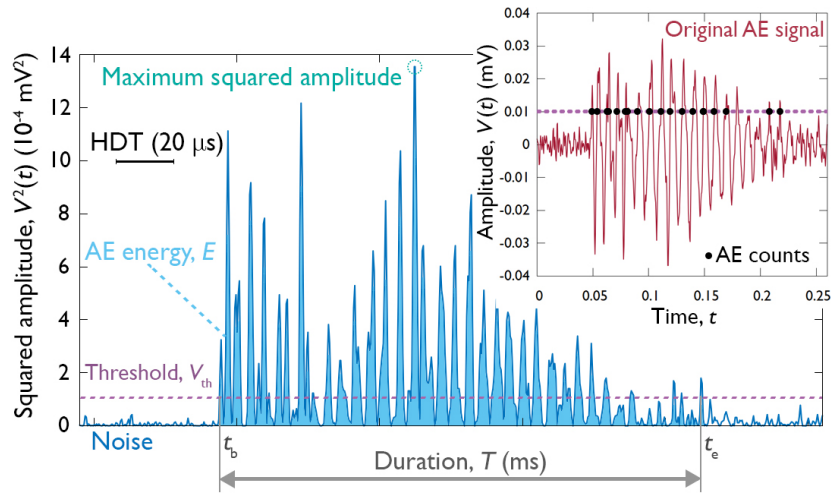 Squared amplitude, V²(t) (10⁻⁴ mV²)
14
12
10
8
6
4
2
0
Maximum squared amplitude
HDT (20 μs)
AE energy, E
Threshold, Vth
Noise
tb
te
Duration, T (ms)
Original AE signal
Amplitude, V(t) (mV)
0.04
0.03
0.02
0.01
0
-0.01
-0.02
-0.03
-0.04
AE counts
0
0.05
0.1
0.15
0.2
0.25
Time, t